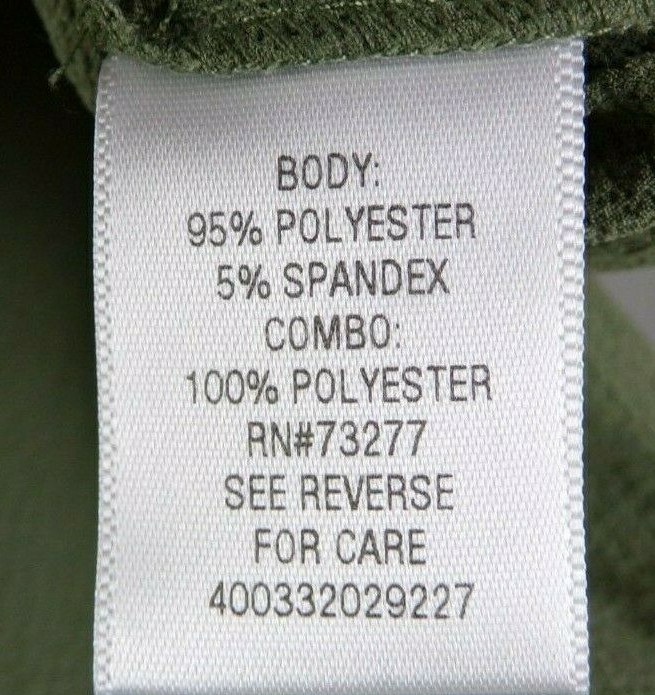 BODY:
95% POLYESTER
5% SPANDEX
COMBO:
100% POLYESTER
RN#73277
SEE REVERSE
FOR CARE
400332029227